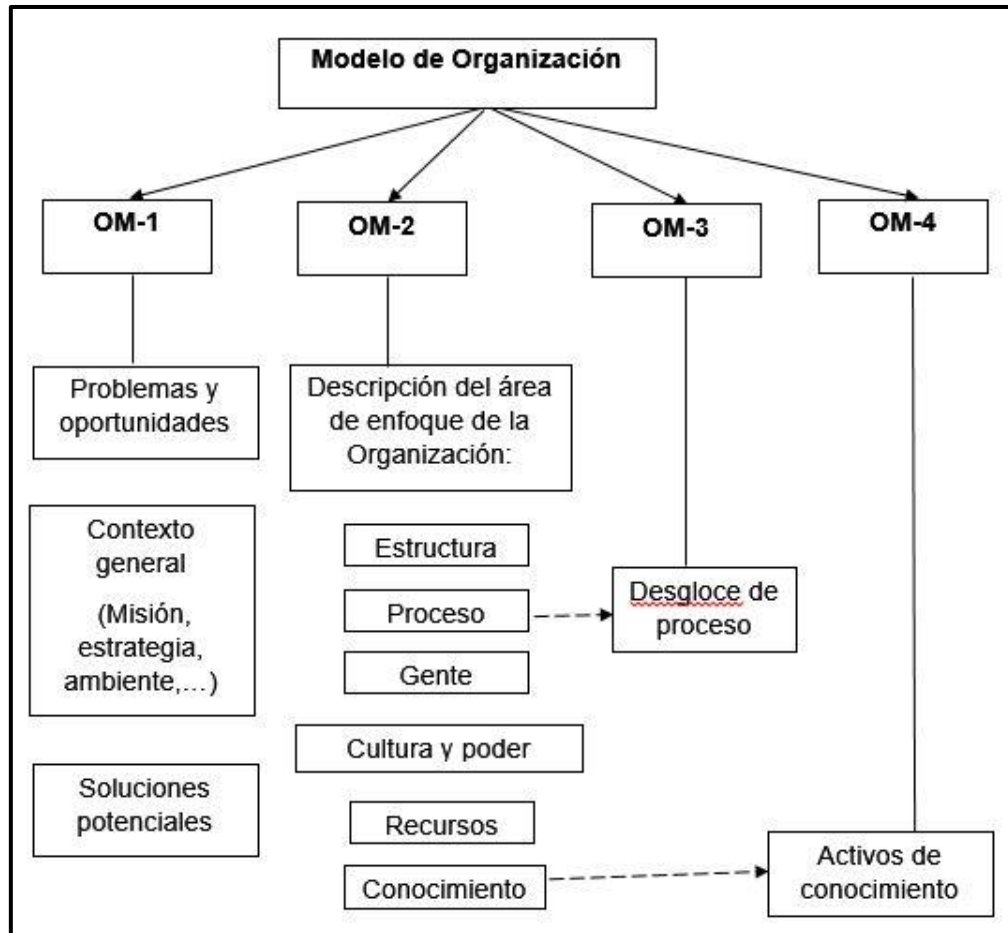 Modelo de Organización
OM-1
OM-2
OM-3
OM-4
Problemas y
oportunidades
Contexto
general
(Misión,
estrategia,
ambiente,…)
Soluciones
potenciales
Descripción del área
de enfoque de la
Organización:
Estructura
Proceso
Gente
Cultura y poder
Recursos
Conocimiento
Desgloce de
proceso
Activos de
conocimiento